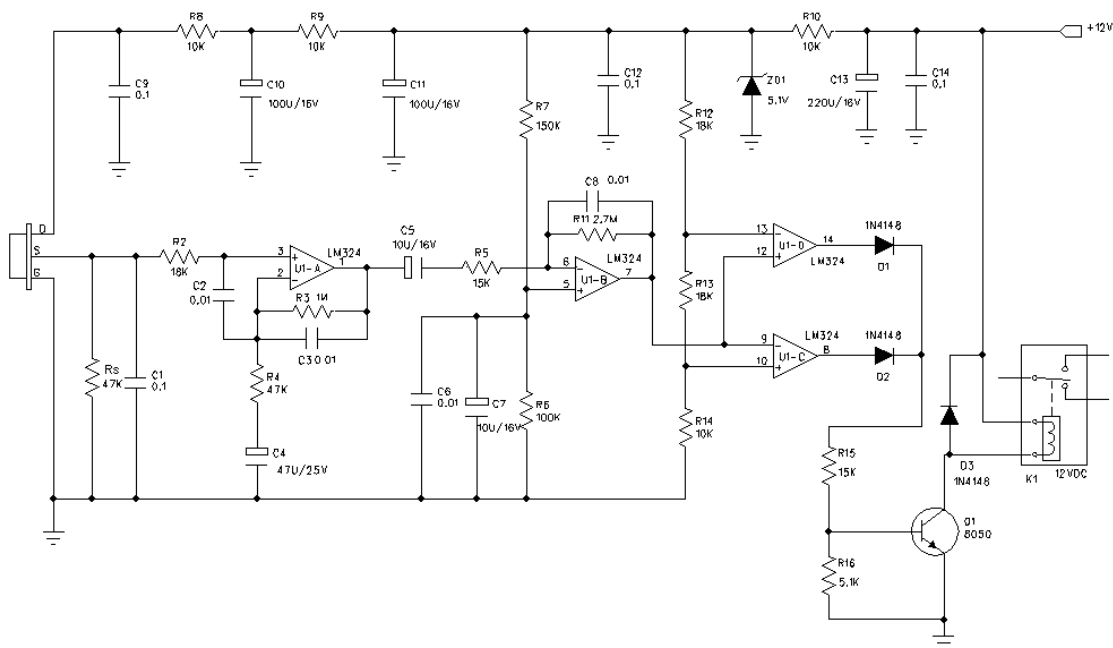 R8
10K
R9
10K
R10
10K
+12V
C9
0.1
C10
100U/16V
C11
100U/16V
C12
0.1
ZD1
5.1V
C13
220U/16V
C14
0.1
R7
150K
R12
18K
C8 0.01
R11 2.7M
D
S
G
R2
18K
C2
0.01
3
+
2
−
U1-A
LM324
1
C5
10U/16V
R5
15K
6
−
5
+
U1-B
LM324
7
13
−
12
+
U1-D
14
LM324
1N4148
D1
R3 1M
C3 0.01
R13
18K
9
−
10
+
U1-C
LM324
8
1N4148
D2
Rs
47K
C1
0.1
R4
47K
C4
47U/25V
C6
0.01
C7
10U/16V
R6
100K
R14
10K
R15
15K
D3
1N4148
K1
12VDC
Q1
8050
R16
5.1K